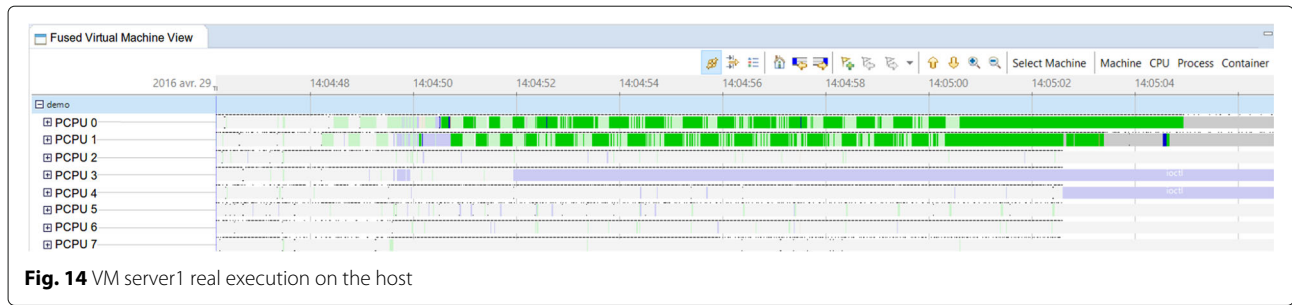 Fused Virtual Machine View
Select Machine Machine CPU Process Container
2016 avr. 29 14:04:48 14:04:50 14:04:52 14:04:54 14:04:56 14:04:58 14:05:00 14:05:02 14:05:04
demo
PCPU 0
PCPU 1
PCPU 2
PCPU 3 ioctl
PCPU 4 ioctl
PCPU 5
PCPU 6
PCPU 7
Fig. 14 VM server1 real execution on the host